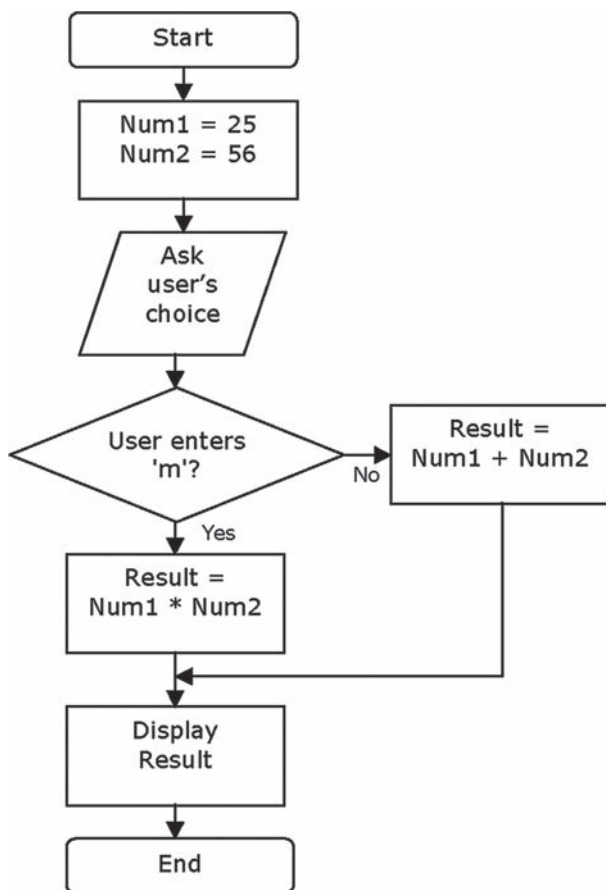 Start
Num1 = 25
Num2 = 56
Ask
user's
choice
User enters
'm'?
No
Result =
Num1 + Num2
Yes
Result =
Num1 * Num2
Display
Result
End